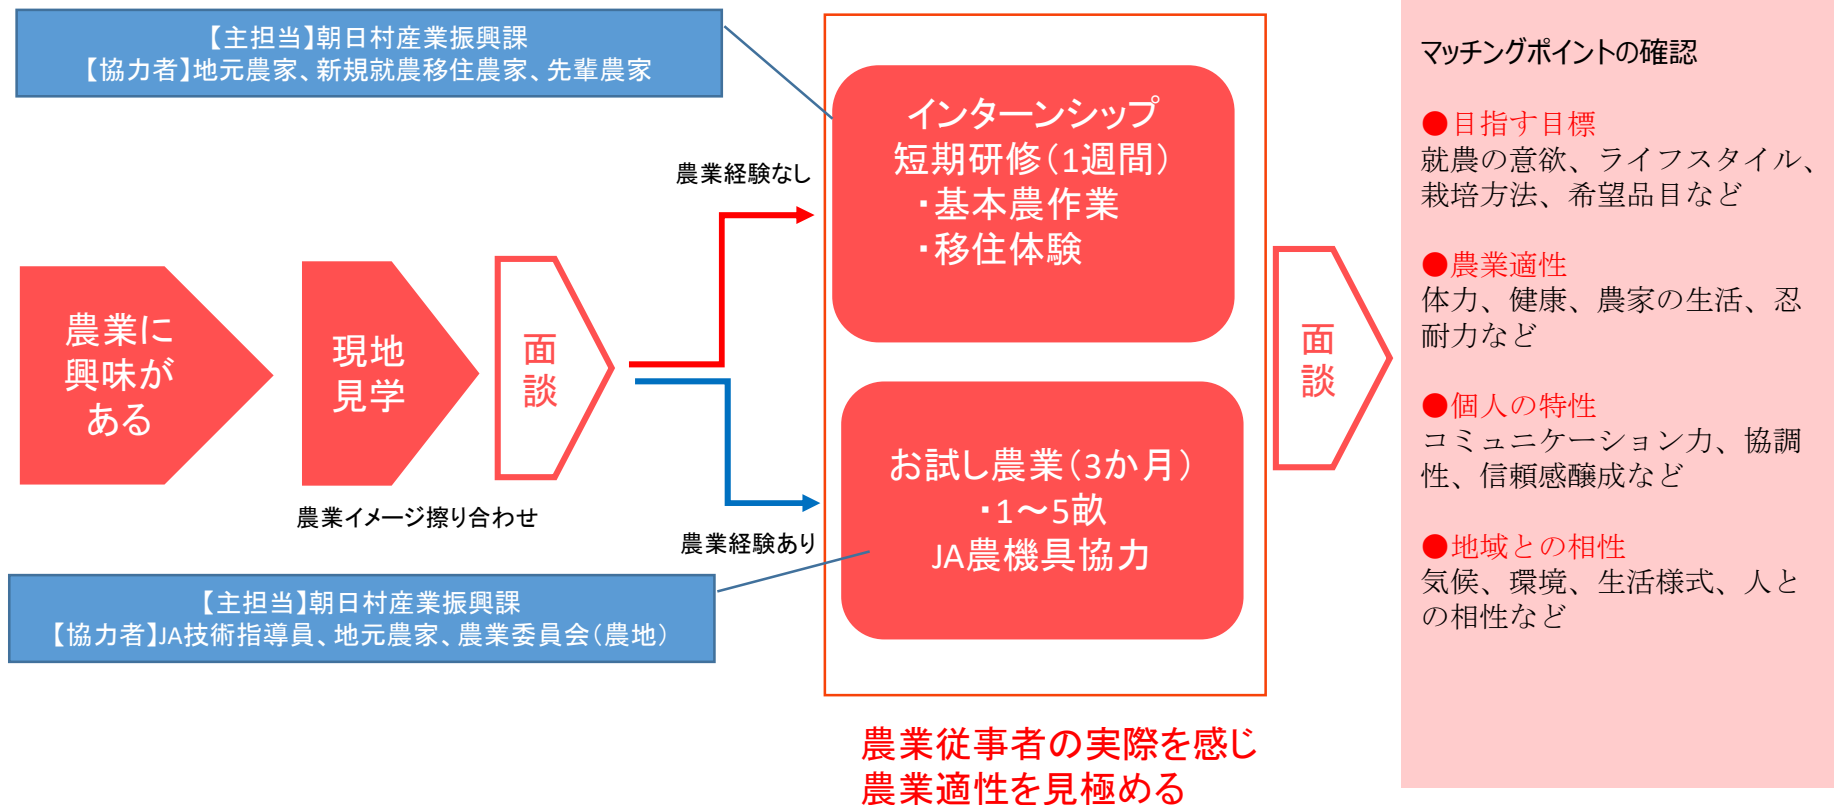 【主担当】朝日村産業振興課
【協力者】地元農家、新規就農移住農家、先輩農家
農業に
興味が
ある
現地
見学
農業イメージ擦り合わせ
面
談
農業経験なし
農業経験あり
【主担当】朝日村産業振興課
【協力者】JA技術指導員、地元農家、農業委員会（農地）
インターンシップ
短期研修（1週間）
・基本農作業
・移住体験
お試し農業（3か月）
・1～5畝
JA農機具協力
農業従事者の実際を感じ
農業適性を見極める
面
談
マッチングポイントの確認
●目指す目標
就農の意欲、ライフスタイル、
栽培方法、希望品目など
●農業適性
体力、健康、農家の生活、忍
耐力など
●個人の特性
コミュニケーション力、協調
性、信頼感醸成など
●地域との相性
気候、環境、生活様式、人と
の相性など